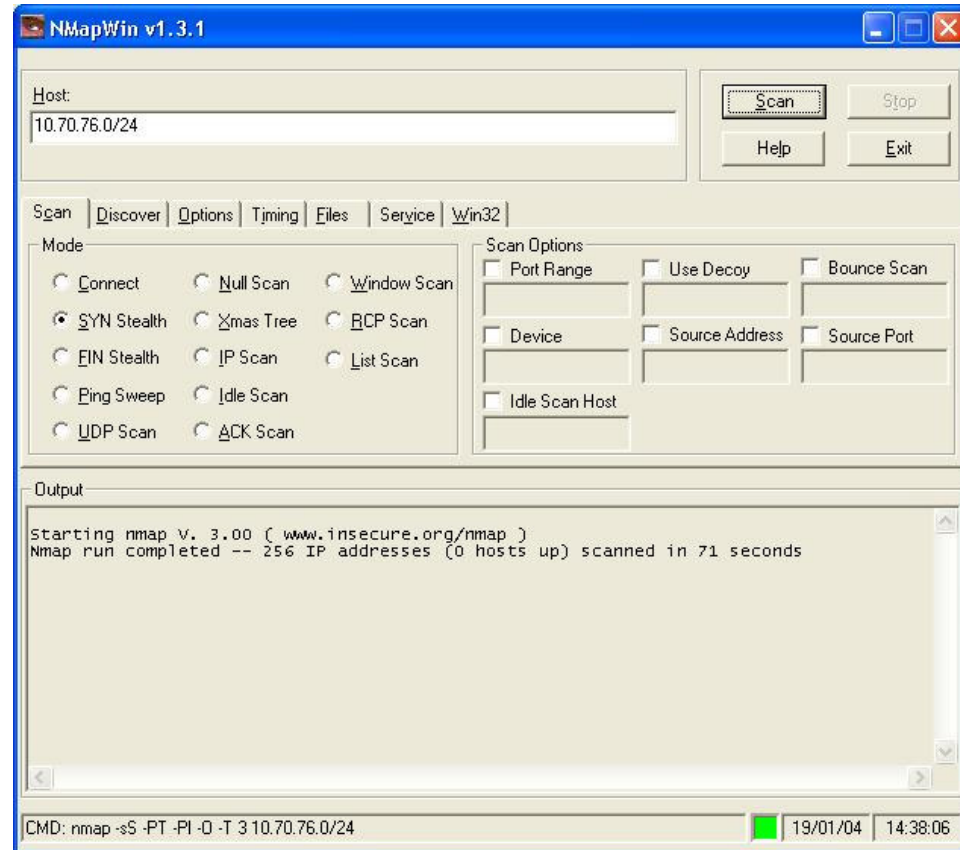 NMapWin v1.3.1
Host:
10.70.76.0/24
Scan
Stop
Help
Exit
Scan Discover Options Timing Files Service Win32
Mode
Connect Null Scan Window Scan
SYN Stealth Xmas Tree RCP Scan
FIN Stealth IP Scan List Scan
Ping Sweep Idle Scan
UDP Scan ACK Scan
Scan Options
Port Range Use Decoy Bounce Scan
Device Source Address Source Port
Idle Scan Host
Output
Starting nmap V. 3.00 ( www.insecure.org/nmap )
Nmap run completed -- 256 IP addresses (0 hosts up) scanned in 71 seconds
CMD: nmap -sS -PT -PI -O -T 3 10.70.76.0/24
19/01/04 14:38:06